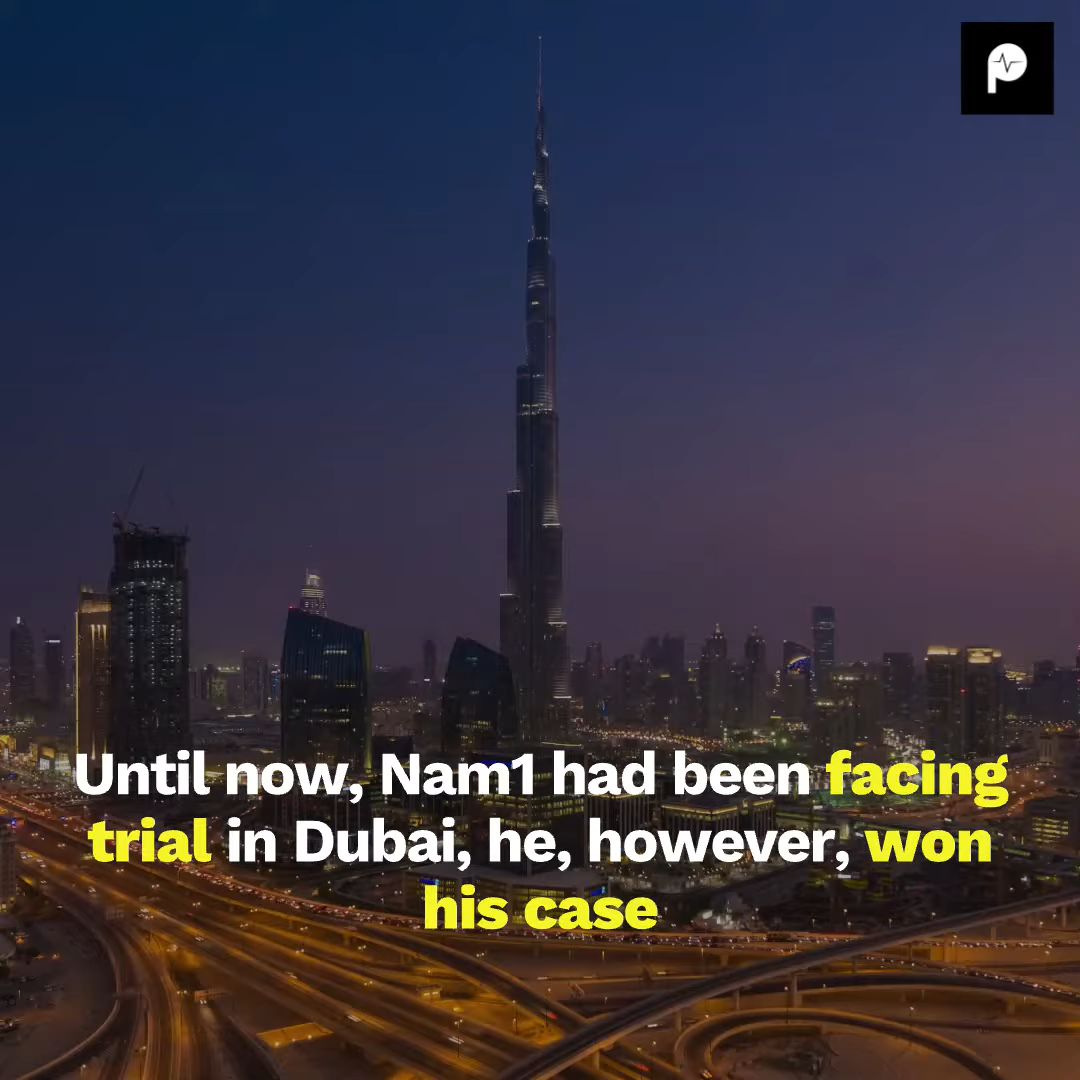 Until now, Nam1 had been facing
trial in Dubai, he, however, won
his case